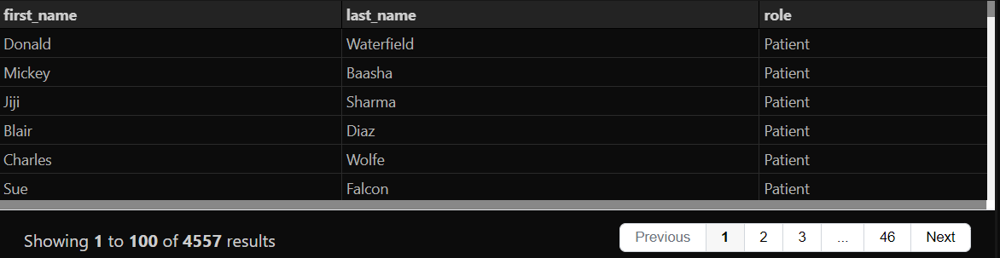 first_name last_name role
Donald Waterfield Patient
Mickey Baasha Patient
Jiji Sharma Patient
Blair Diaz Patient
Charles Wolfe Patient
Sue Falcon Patient
Showing 1 to 100 of 4557 results Previous 1 2 3 ... 46 Next